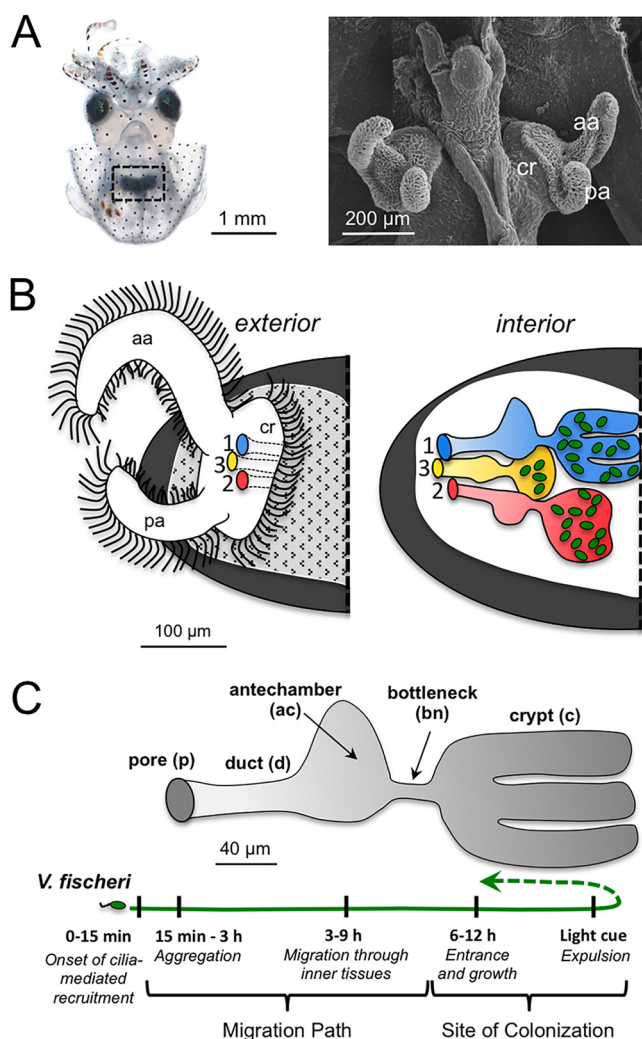 A
1 mm
aa
cr
pa
200 µm
B
exterior
interior
aa
cr
1
3
2
pa
1
3
2
100 µm
C
antechamber
(ac)
bottleneck
(bn)
crypt (c)
pore (p)
duct (d)
40 µm
V. fischeri
0-15 min
15 min - 3 h
3-9 h
6-12 h
Light cue
Onset of cilia-
mediated
recruitment
Aggregation
Migration through
inner tissues
Entrance
and growth
Expulsion
Migration Path
Site of Colonization